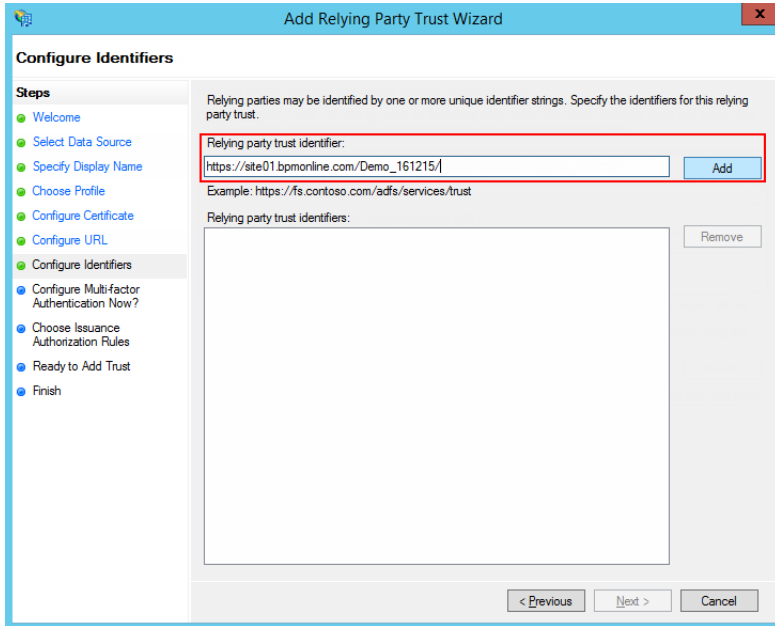 Add Relying Party Trust Wizard
x
Configure Identifiers
Steps
Welcome
Select Data Source
Specify Display Name
Choose Profile
Configure Certificate
Configure URL
Configure Identifiers
Configure Multi-factor
Authentication Now?
Choose Issuance
Authorization Rules
Ready to Add Trust
Finish
Relying parties may be identified by one or more unique identifier strings. Specify the identifiers for this relying
party trust.
Relying party trust identifier:
https://site01.bpmonline.com/Demo_161215/
Add
Example: https://fs.contoso.com/adfs/services/trust
Relying party trust identifiers:
Remove
< Previous
Next >
Cancel